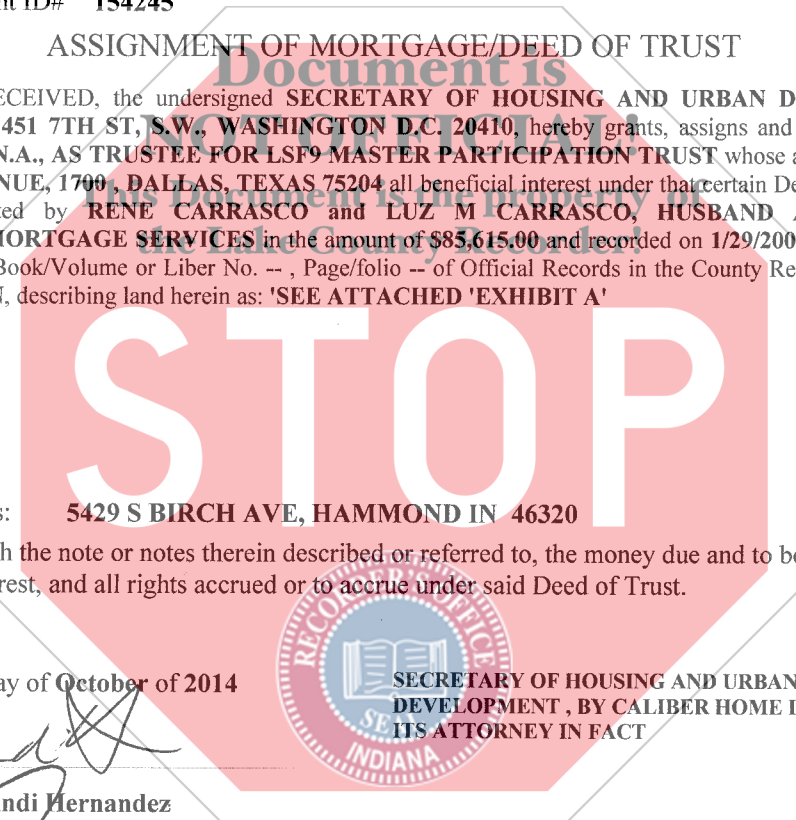 nt ID# 154245
ASSIGNMENT OF MORTGAGE/DEED OF TRUST
Document is
ECEIVED, the undersigned SECRETARY OF HOUSING AND URBAN D
451 7TH ST, S.W., WASHINGTON D.C. 20410, hereby grants, assigns and
NOT OFFICIAL!
N.A., AS TRUSTEE FOR LSF9 MASTER PARTICIPATION TRUST whose a
NUE, 1700 , DALLAS, TEXAS 75204 all beneficial interest under that certain De
This Document is the property of
ted by RENE CARRASCO and LUZ M CARRASCO, HUSBAND A
MORTGAGE SERVICES in the amount of $85,615.00 and recorded on 1/29/200
the Lake County Recorder!
Book/Volume or Liber No. -- , Page/folio -- of Official Records in the County Re
, describing land herein as: 'SEE ATTACHED 'EXHIBIT A'
STOP
s: 5429 S BIRCH AVE, HAMMOND IN 46320
h the note or notes therein described or referred to, the money due and to be
rest, and all rights accrued or to accrue under said Deed of Trust.
RECORDER'S OFFICE
SEAL
INDIANA
ay of October of 2014
SECRETARY OF HOUSING AND URBAN
DEVELOPMENT , BY CALIBER HOME L
ITS ATTORNEY IN FACT
ndi Hernandez